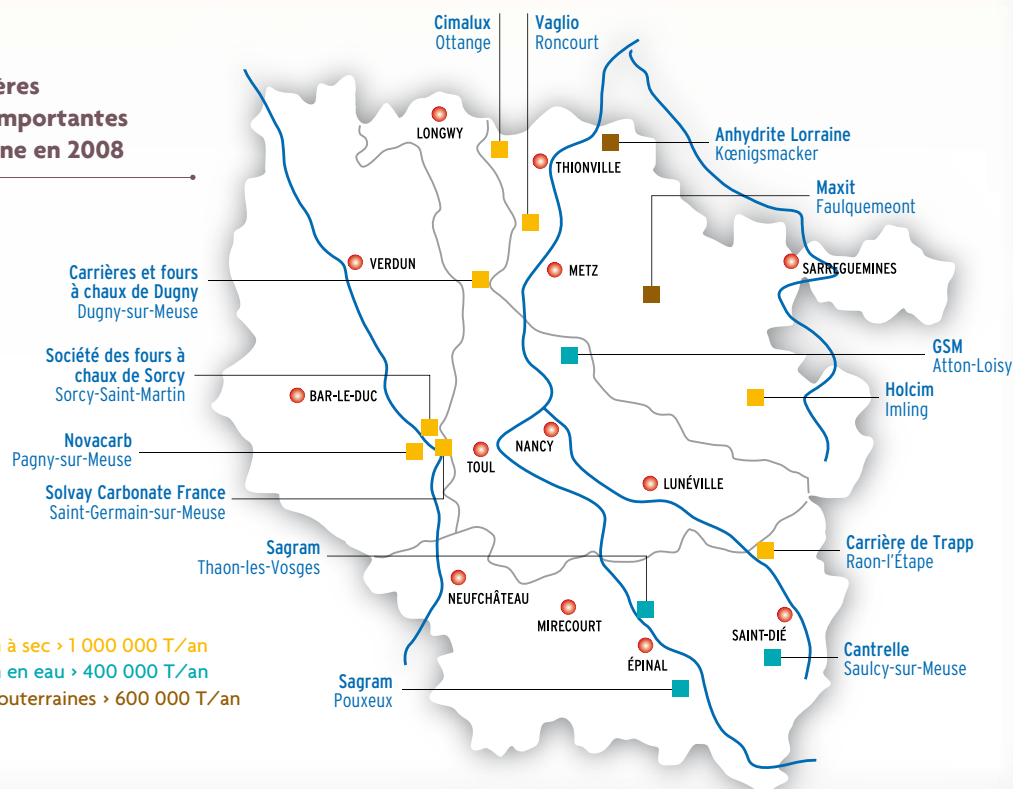 ères
mportantes
ne en 2008
Cimalux
Ottange
Vaglio
Roncourt
LONGWY
THIONVILLE
Anhydrite Lorraine
Kœnigsmacker
Maxit
Faulquemeont
VERDUN
METZ
SARREGUEMINES
Carrières et fours
à chaux de Dugny
Dugny-sur-Meuse
Société des fours à
chaux de Sorcy
Sorcy-Saint-Martin
GSM
Atton-Loisy
BAR-LE-DUC
Holcim
Imling
Novacarb
Pagny-sur-Meuse
TOUL
NANCY
Solvay Carbonate France
Saint-Germain-sur-Meuse
LUNÉVILLE
Sagram
Thaon-les-Vosges
Carrière de Trapp
Raon-l'Étape
NEUFCHÂTEAU
MIRECOURT
SAINT-DIÉ
ÉPINAL
Cantrelle
Saulcy-sur-Meuse
Sagram
Pouxeux
à sec › 1 000 000 T/an
en eau › 400 000 T/an
outerraines › 600 000 T/an